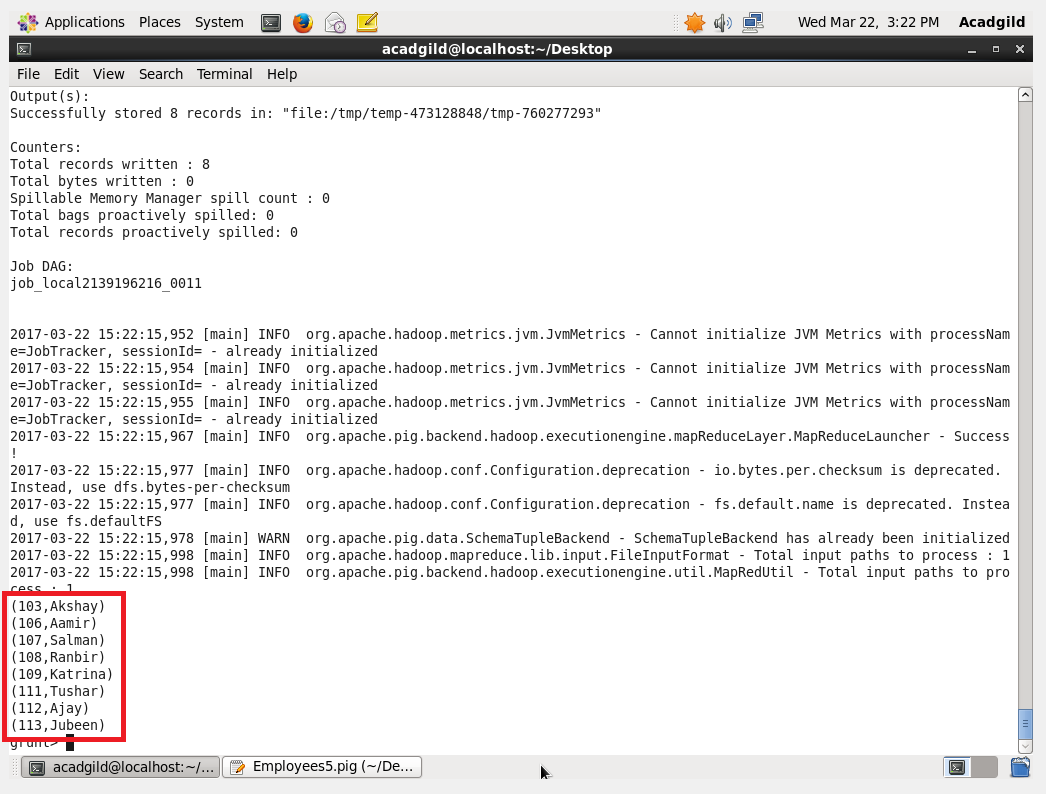 Applications Places System
Wed Mar 22, 3:22 PM Acadgild
acadgild@localhost:~/Desktop
File Edit View Search Terminal Help
Output(s):
Successfully stored 8 records in: "file:/tmp/temp-473128848/tmp-760277293"
Counters:
Total records written : 8
Total bytes written : 0
Spillable Memory Manager spill count : 0
Total bags proactively spilled: 0
Total records proactively spilled: 0
Job DAG:
job_local2139196216_0011
2017-03-22 15:22:15,952 [main] INFO  org.apache.hadoop.metrics.jvm.JvmMetrics - Cannot initialize JVM Metrics with processNam
e=JobTracker, sessionId= - already initialized
2017-03-22 15:22:15,954 [main] INFO  org.apache.hadoop.metrics.jvm.JvmMetrics - Cannot initialize JVM Metrics with processNam
e=JobTracker, sessionId= - already initialized
2017-03-22 15:22:15,955 [main] INFO  org.apache.hadoop.metrics.jvm.JvmMetrics - Cannot initialize JVM Metrics with processNam
e=JobTracker, sessionId= - already initialized
2017-03-22 15:22:15,967 [main] INFO  org.apache.pig.backend.hadoop.executionengine.mapReduceLayer.MapReduceLauncher - Success
!
2017-03-22 15:22:15,977 [main] INFO  org.apache.hadoop.conf.Configuration.deprecation - io.bytes.per.checksum is deprecated.
Instead, use dfs.bytes-per-checksum
2017-03-22 15:22:15,977 [main] INFO  org.apache.hadoop.conf.Configuration.deprecation - fs.default.name is deprecated. Instea
d, use fs.defaultFS
2017-03-22 15:22:15,978 [main] WARN  org.apache.pig.data.SchemaTupleBackend - SchemaTupleBackend has already been initialized
2017-03-22 15:22:15,998 [main] INFO  org.apache.hadoop.mapreduce.lib.input.FileInputFormat - Total input paths to process : 1
2017-03-22 15:22:15,998 [main] INFO  org.apache.pig.backend.hadoop.executionengine.util.MapRedUtil - Total input paths to pro
cess : 1
(103,Akshay)
(106,Aamir)
(107,Salman)
(108,Ranbir)
(109,Katrina)
(111,Tushar)
(112,Ajay)
(113,Jubeen)
grunt>
acadgild@localhost:~/... Employees5.pig (~/De...